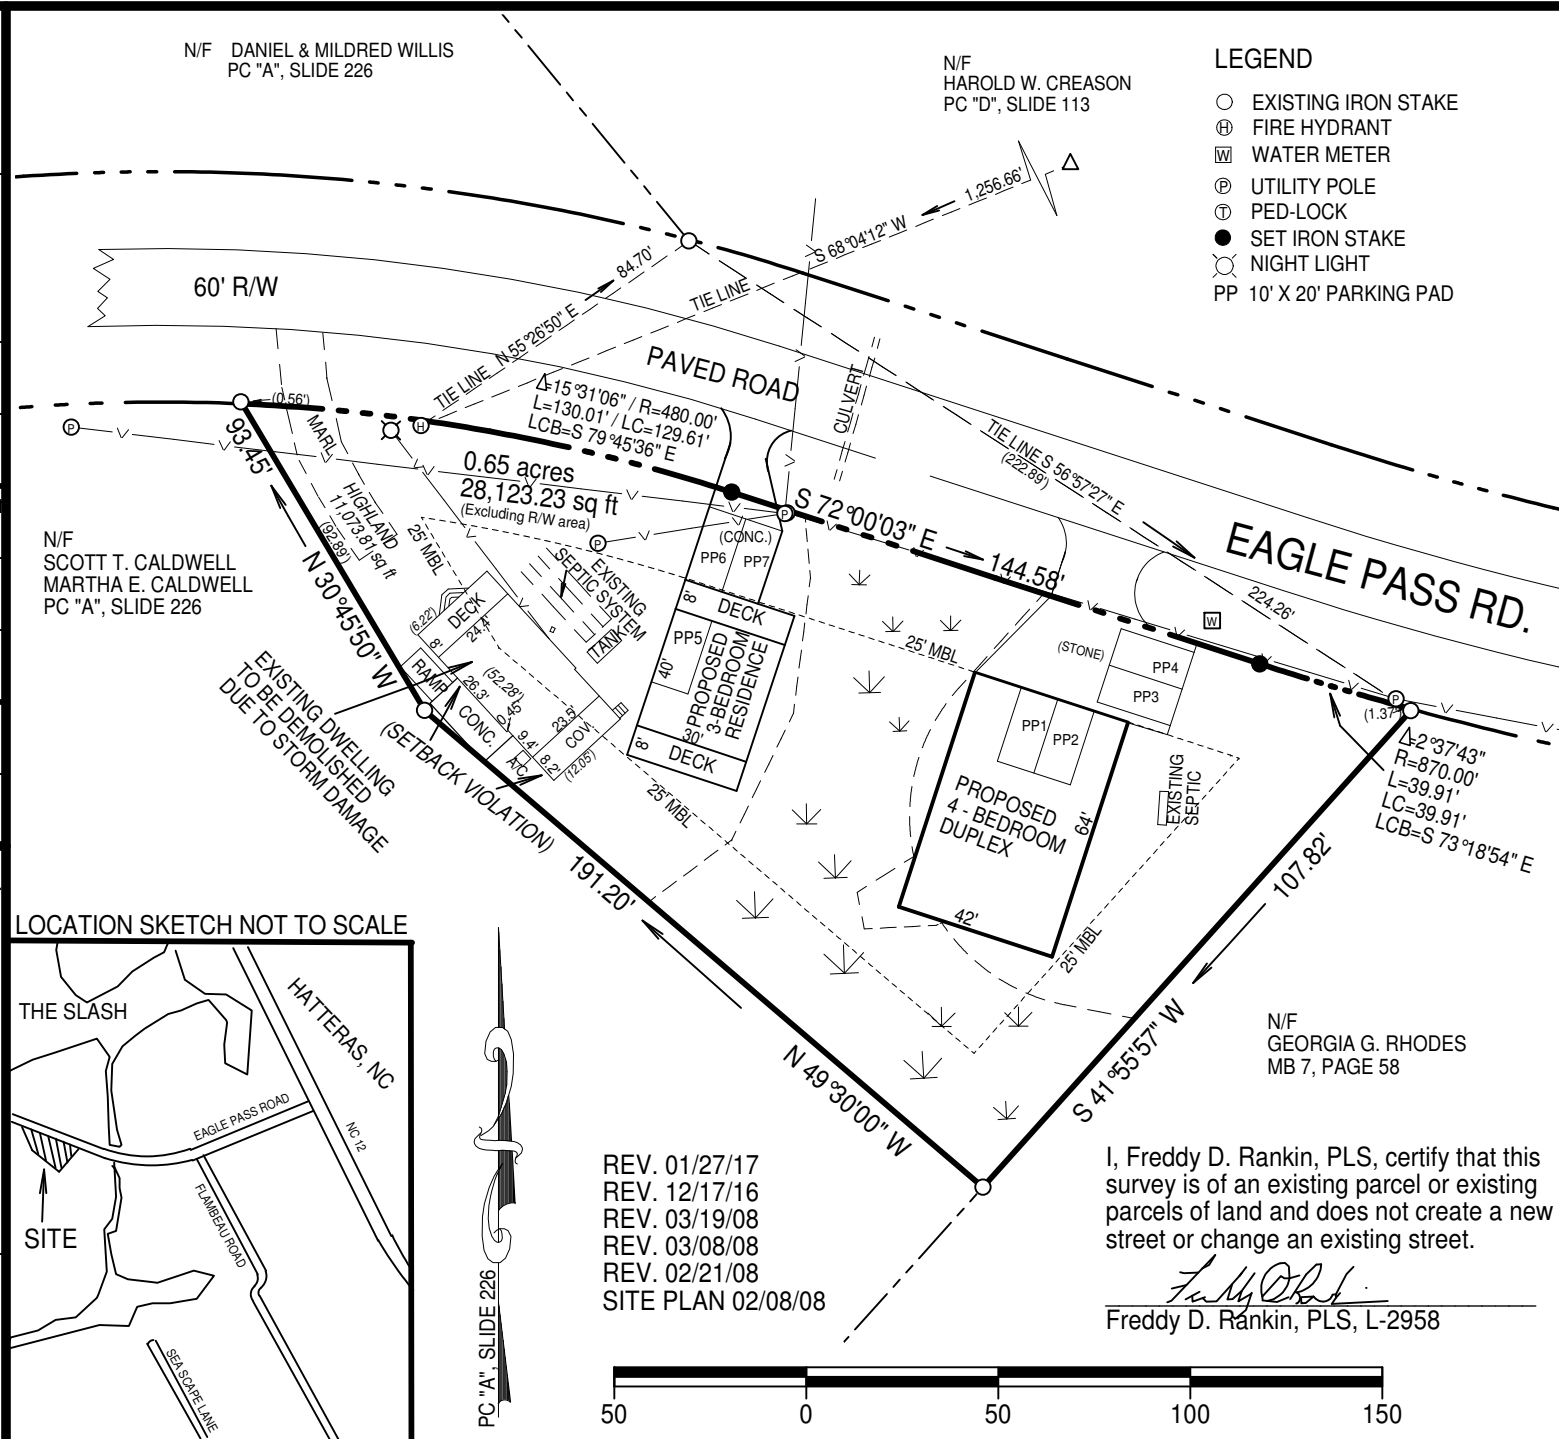 N/F DANIEL & MILDRED WILLIS
PC "A", SLIDE 226
N/F
HAROLD W. CREASON
PC "D", SLIDE 113
LEGEND
EXISTING IRON STAKE
H FIRE HYDRANT
W WATER METER
P UTILITY POLE
T PED-LOCK
SET IRON STAKE
NIGHT LIGHT
PP 10' X 20' PARKING PAD
1,256.66'
S 68°04'12" W
TIE LINE
84.70'
TIE LINE N 55°26'50" E
60' R/W
PAVED ROAD
CULVERT
Δ=15°31'06" / R=480.00'
L=130.01' / LC=129.61'
LCB=S 79°45'36" E
(0.56')
H
P
93.45'
MARL
HIGHLAND
11,073.81 sq ft
(92.89')
N 30°45'50" W
0.65 acres
28,123.23 sq ft
(Excluding R/W area)
25' MBL
TIE LINE S 56°57'27" E
(222.89')
224.26'
EAGLE PASS RD.
S 72°00'03" E
144.58'
P
P
(CONC.)
PP6
PP7
N/F
SCOTT T. CALDWELL
MARTHA E. CALDWELL
PC "A", SLIDE 226
EXISTING
SEPTIC SYSTEM
TANK
(6.22')
DECK
24.4'
8'
RAMP
(52.28')
26.3'
0.45'
CONC.
9.4'
23.5'
COV.
A/C
8.2'
(12.05')
8'
DECK
PP5
40'
PROPOSED
3-BEDROOM
RESIDENCE
30'
8'
DECK
25' MBL
W
(STONE)
PP4
PP3
P
(1.37')
Δ=2°37'43"
R=870.00'
L=39.91'
LC=39.91'
LCB=S 73°18'54" E
EXISTING DWELLING
TO BE DEMOLISHED
DUE TO STORM DAMAGE
(SETBACK VIOLATION)
25' MBL
191.20'
PP1
PP2
PROPOSED
4 - BEDROOM
DUPLEX
64'
42'
EXISTING
SEPTIC
107.82'
25' MBL
S 41°55'57" W
N 49°30'00" W
N/F
GEORGIA G. RHODES
MB 7, PAGE 58
LOCATION SKETCH NOT TO SCALE
THE SLASH
HATTERAS, NC
EAGLE PASS ROAD
NC 12
FLAMBEAU ROAD
SITE
SEA SCAPE LANE
PC "A", SLIDE 226
REV. 01/27/17
REV. 12/17/16
REV. 03/19/08
REV. 03/08/08
REV. 02/21/08
SITE PLAN 02/08/08
I, Freddy D. Rankin, PLS, certify that this
survey is of an existing parcel or existing
parcels of land and does not create a new
street or change an existing street.
Freddy D. Rankin, PLS, L-2958
50 0 50 100 150